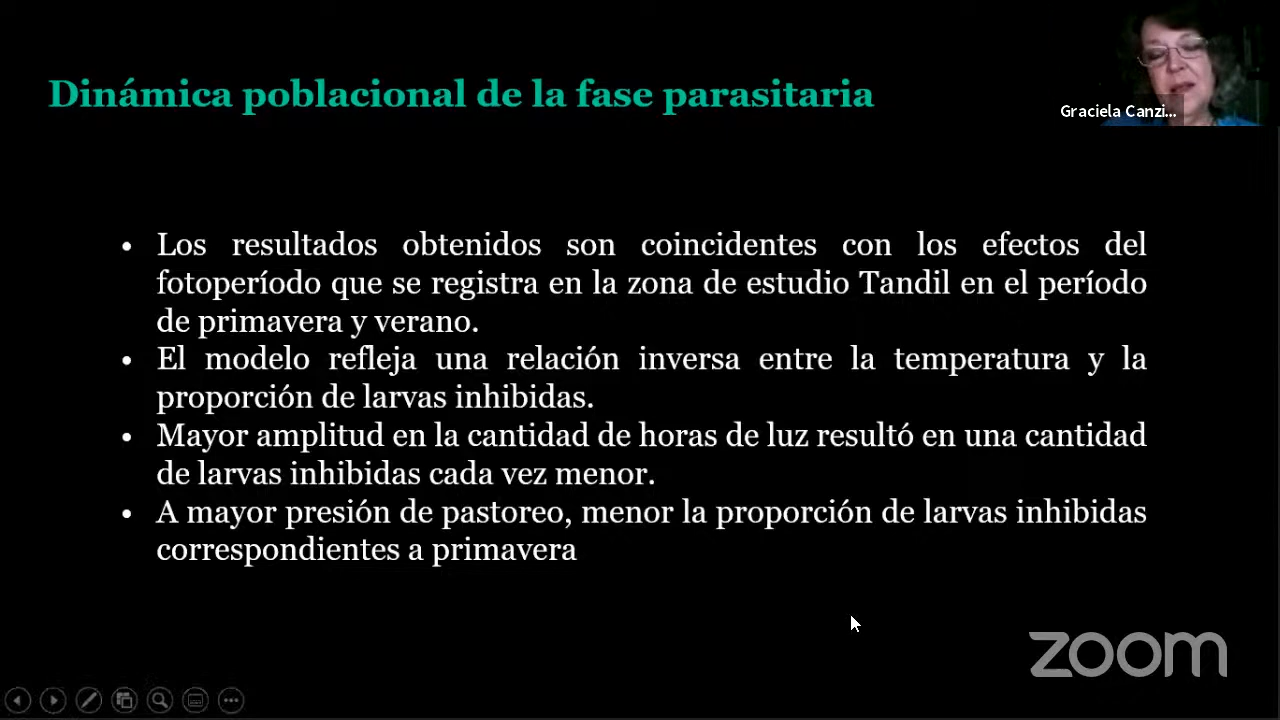 Dinámica poblacional de la fase parasitaria
Graciela Canzi...
• Los resultados obtenidos son coincidentes con los efectos del
fotoperíodo que se registra en la zona de estudio Tandil en el período
de primavera y verano.
• El modelo refleja una relación inversa entre la temperatura y la
proporción de larvas inhibidas.
• Mayor amplitud en la cantidad de horas de luz resultó en una cantidad
de larvas inhibidas cada vez menor.
• A mayor presión de pastoreo, menor la proporción de larvas inhibidas
correspondientes a primavera
zoom